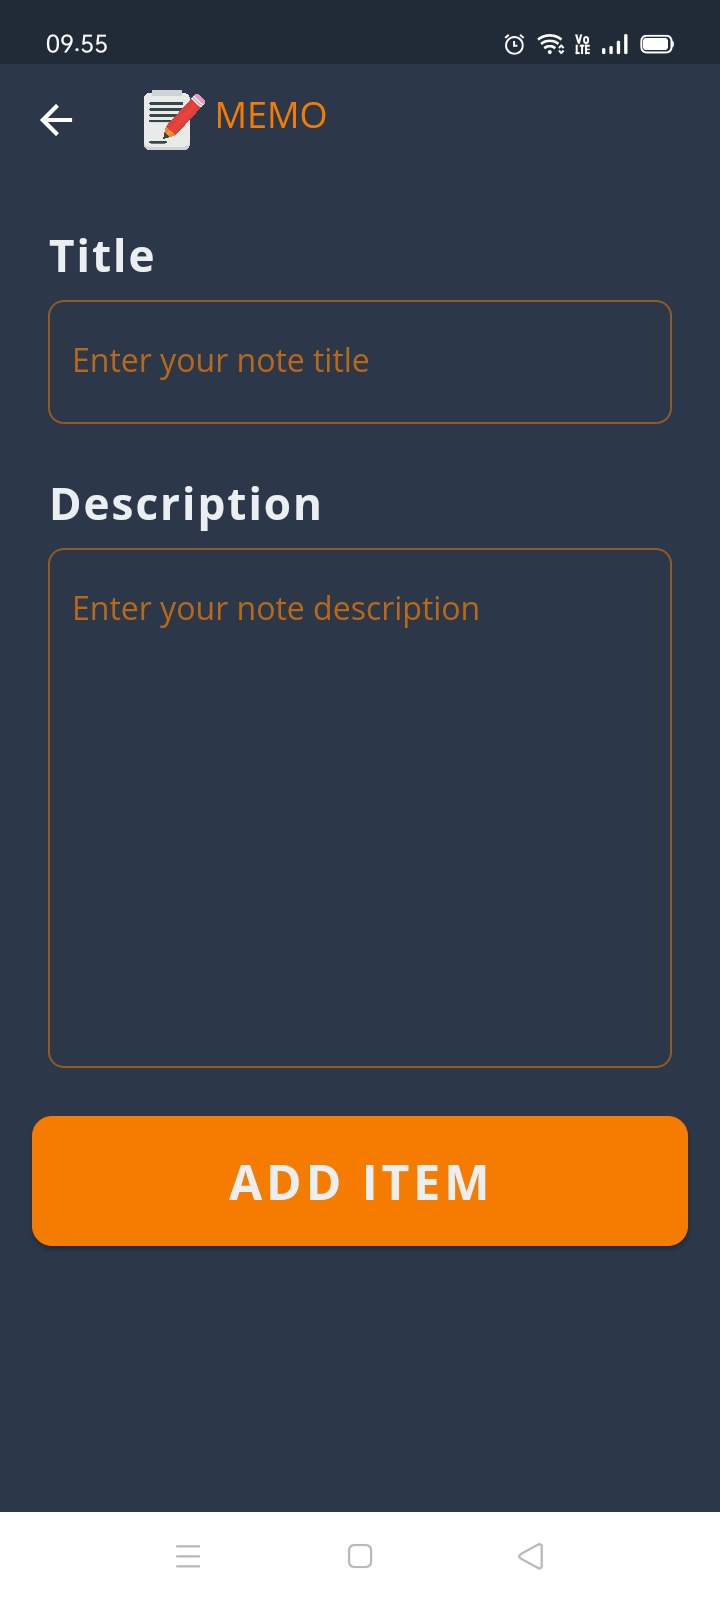 09.55
VO
LTE
MEMO
Title
Enter your note title
Description
Enter your note description
ADD ITEM